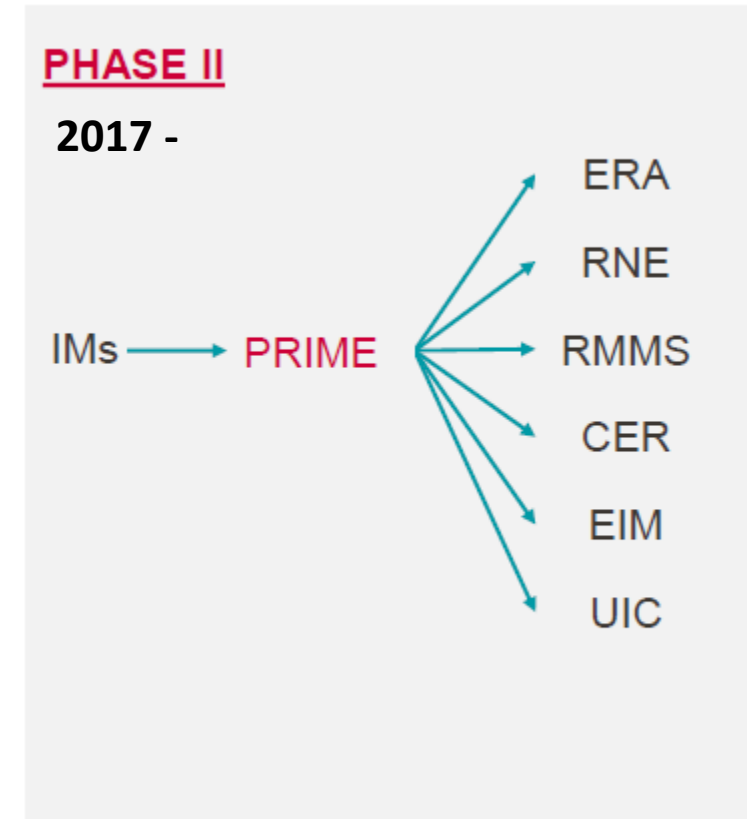 PHASE II
2017 -
ERA
RNE
IMs PRIME RMMS
CER
EIM
UIC